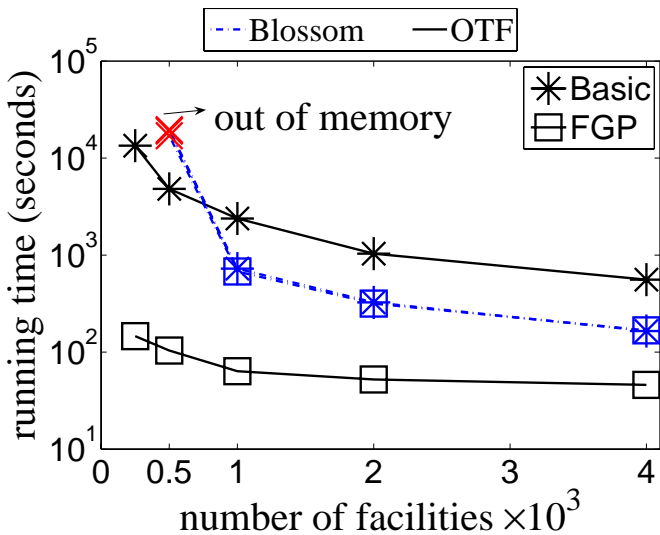 Blossom OTF
10^5
Basic
out of memory
FGP
10^4
10^3
10^2
10^1
running time (seconds)
0 0.5 1 2 3 4
number of facilities ×10^3